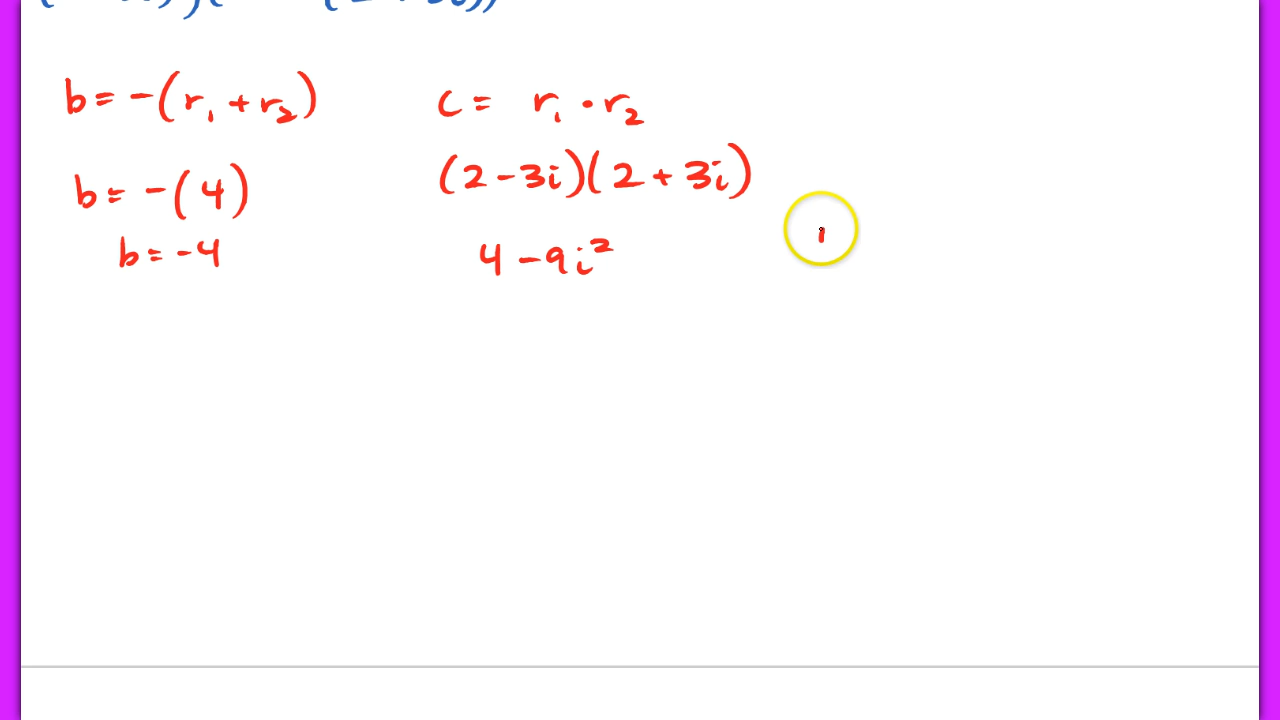 b = -(r₁ + r₂)
c = r₁ · r₂
(2 - 3i)(2 + 3i)
b = -(4)
b = -4
4 - 9i²